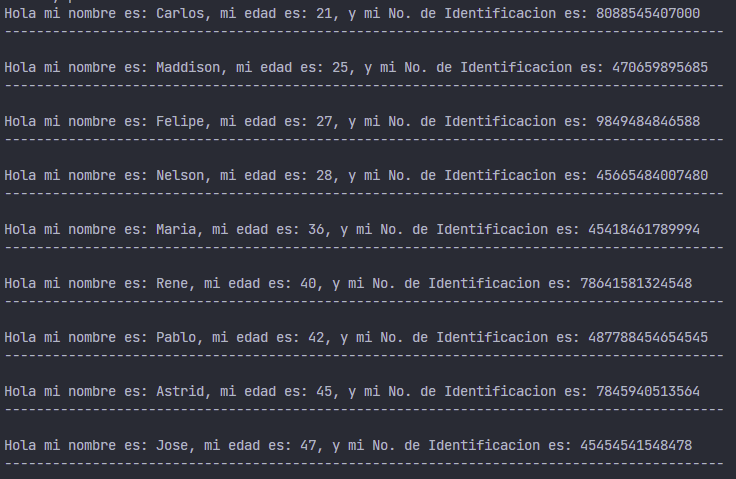 Hola mi nombre es: Carlos, mi edad es: 21, y mi No. de Identificacion es: 8088545407000
------------------------------------------------------------------------------------------
Hola mi nombre es: Maddison, mi edad es: 25, y mi No. de Identificacion es: 470659895685
------------------------------------------------------------------------------------------
Hola mi nombre es: Felipe, mi edad es: 27, y mi No. de Identificacion es: 9849484846588
------------------------------------------------------------------------------------------
Hola mi nombre es: Nelson, mi edad es: 28, y mi No. de Identificacion es: 45665484007480
------------------------------------------------------------------------------------------
Hola mi nombre es: Maria, mi edad es: 36, y mi No. de Identificacion es: 45418461789994
------------------------------------------------------------------------------------------
Hola mi nombre es: Rene, mi edad es: 40, y mi No. de Identificacion es: 78641581324548
------------------------------------------------------------------------------------------
Hola mi nombre es: Pablo, mi edad es: 42, y mi No. de Identificacion es: 487788454654545
------------------------------------------------------------------------------------------
Hola mi nombre es: Astrid, mi edad es: 45, y mi No. de Identificacion es: 7845940513564
------------------------------------------------------------------------------------------
Hola mi nombre es: Jose, mi edad es: 47, y mi No. de Identificacion es: 45454541548478
------------------------------------------------------------------------------------------